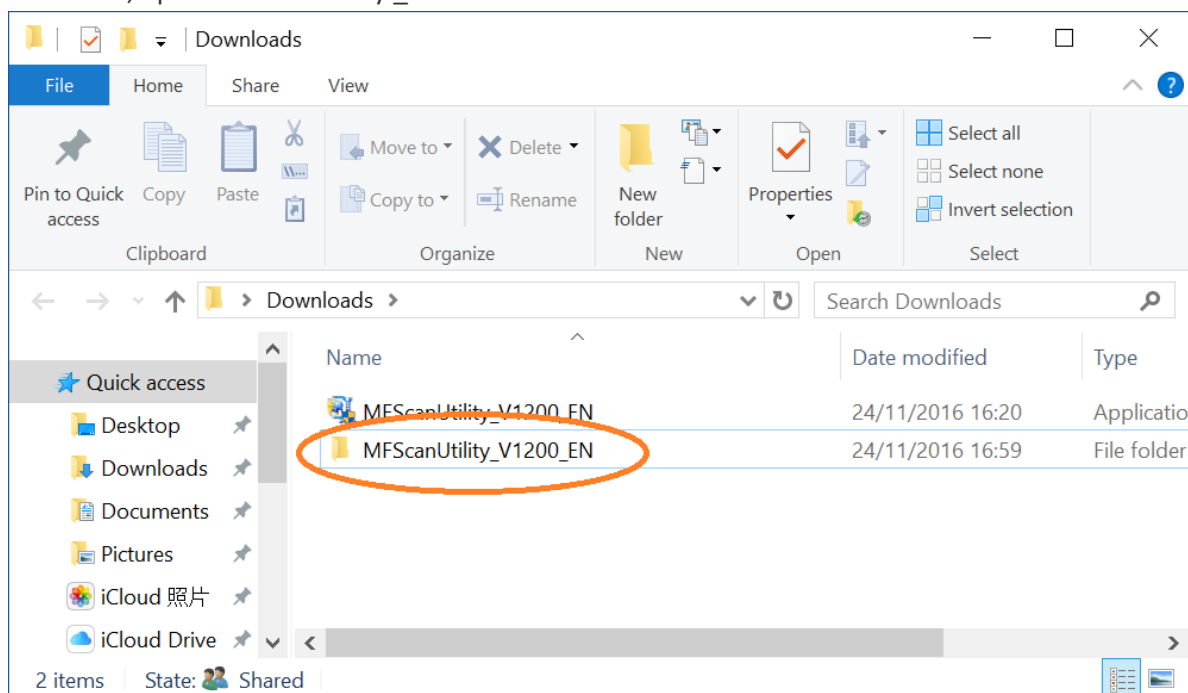 Downloads
File Home Share View
Pin to Quick access Copy Paste
Move to Delete
Copy to Rename
New folder
Properties
Select all
Select none
Invert selection
Clipboard Organize New Open Select
Downloads
Search Downloads
Name Date modified Type
Quick access
Desktop
Downloads
Documents
Pictures
iCloud 照片
iCloud Drive
MFScanUtility_V1200_EN 24/11/2016 16:20 Applicatio
MFScanUtility_V1200_EN 24/11/2016 16:59 File folder
2 items State: Shared